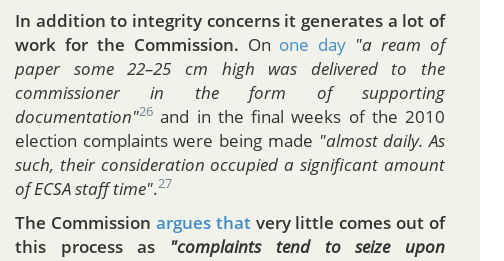 In addition to integrity concerns it generates a lot of
work for the Commission. On one day "a ream of
paper some 22–25 cm high was delivered to the
commissioner in the form of supporting
documentation"26 and in the final weeks of the 2010
election complaints were being made "almost daily. As
such, their consideration occupied a significant amount
of ECSA staff time".27
The Commission argues that very little comes out of
this process as "complaints tend to seize upon